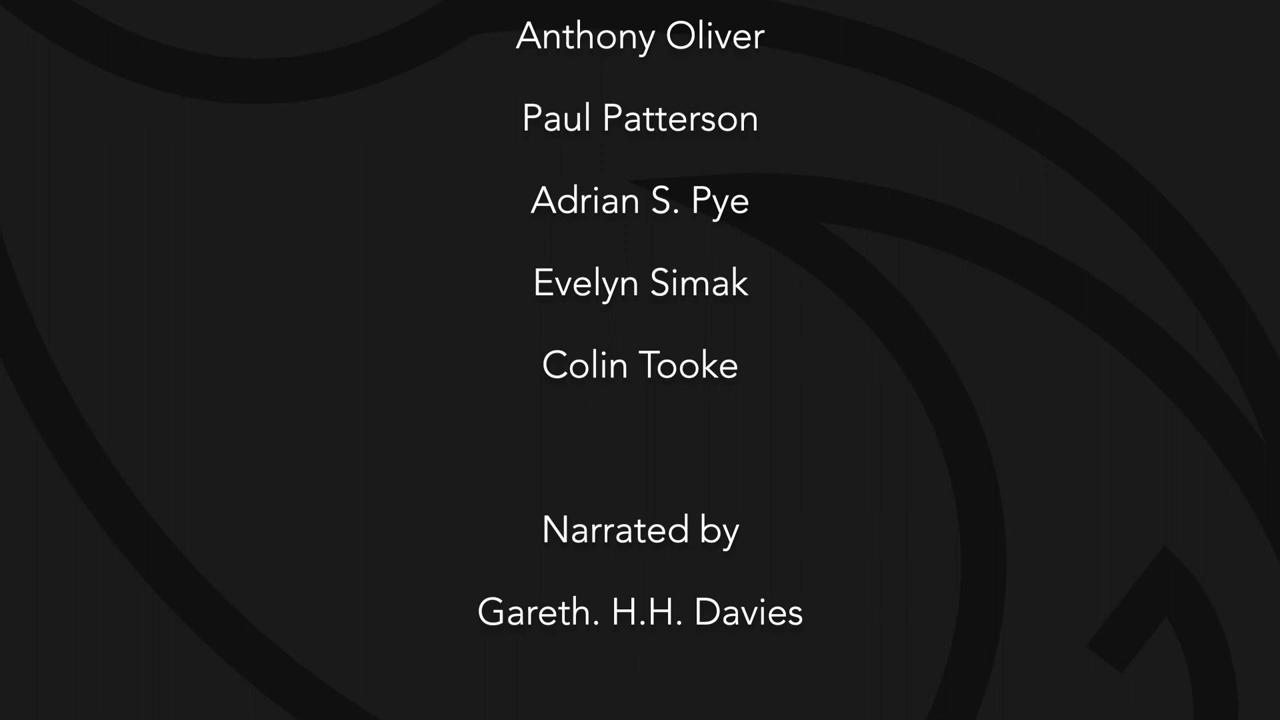 Anthony Oliver
Paul Patterson
Adrian S. Pye
Evelyn Simak
Colin Tooke
Narrated by
Gareth. H.H. Davies